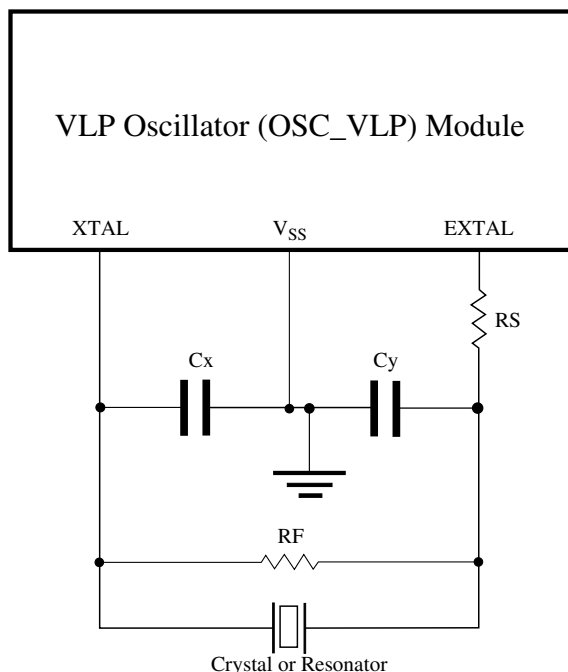 VLP Oscillator (OSC_VLP) Module
XTAL VSS EXTAL
RS
Cx Cy
RF
Crystal or Resonator